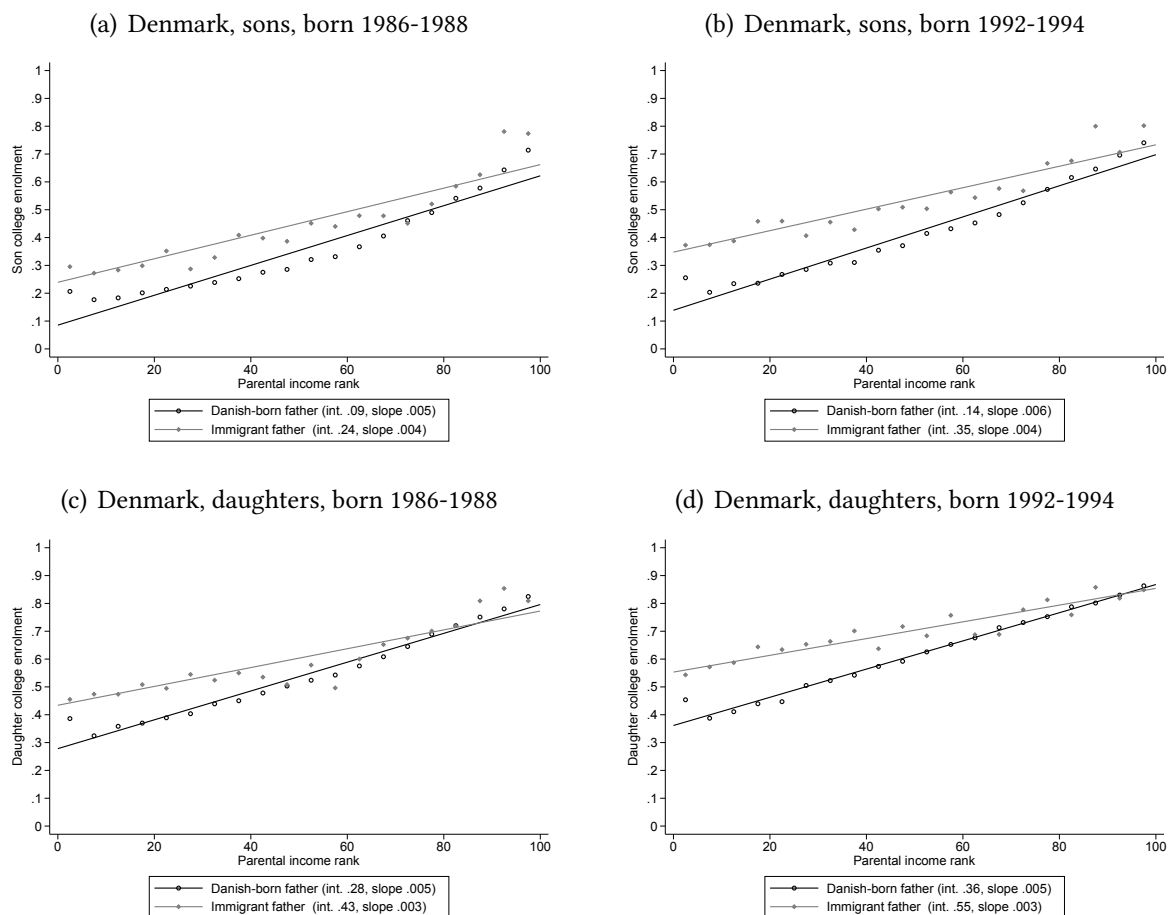 (a) Denmark, sons, born 1986-1988
1
.9
.8
.7
.6
.5
.4
.3
.2
.1
0
Son college enrolment
0 20 40 60 80 100
Parental income rank
Danish-born father (int. .09, slope .005)
Immigrant father (int. .24, slope .004)
(b) Denmark, sons, born 1992-1994
1
.9
.8
.7
.6
.5
.4
.3
.2
.1
0
Son college enrolment
0 20 40 60 80 100
Parental income rank
Danish-born father (int. .14, slope .006)
Immigrant father (int. .35, slope .004)
(c) Denmark, daughters, born 1986-1988
1
.9
.8
.7
.6
.5
.4
.3
.2
.1
0
Daughter college enrolment
0 20 40 60 80 100
Parental income rank
Danish-born father (int. .28, slope .005)
Immigrant father (int. .43, slope .003)
(d) Denmark, daughters, born 1992-1994
1
.9
.8
.7
.6
.5
.4
.3
.2
.1
0
Daughter college enrolment
0 20 40 60 80 100
Parental income rank
Danish-born father (int. .36, slope .005)
Immigrant father (int. .55, slope .003)